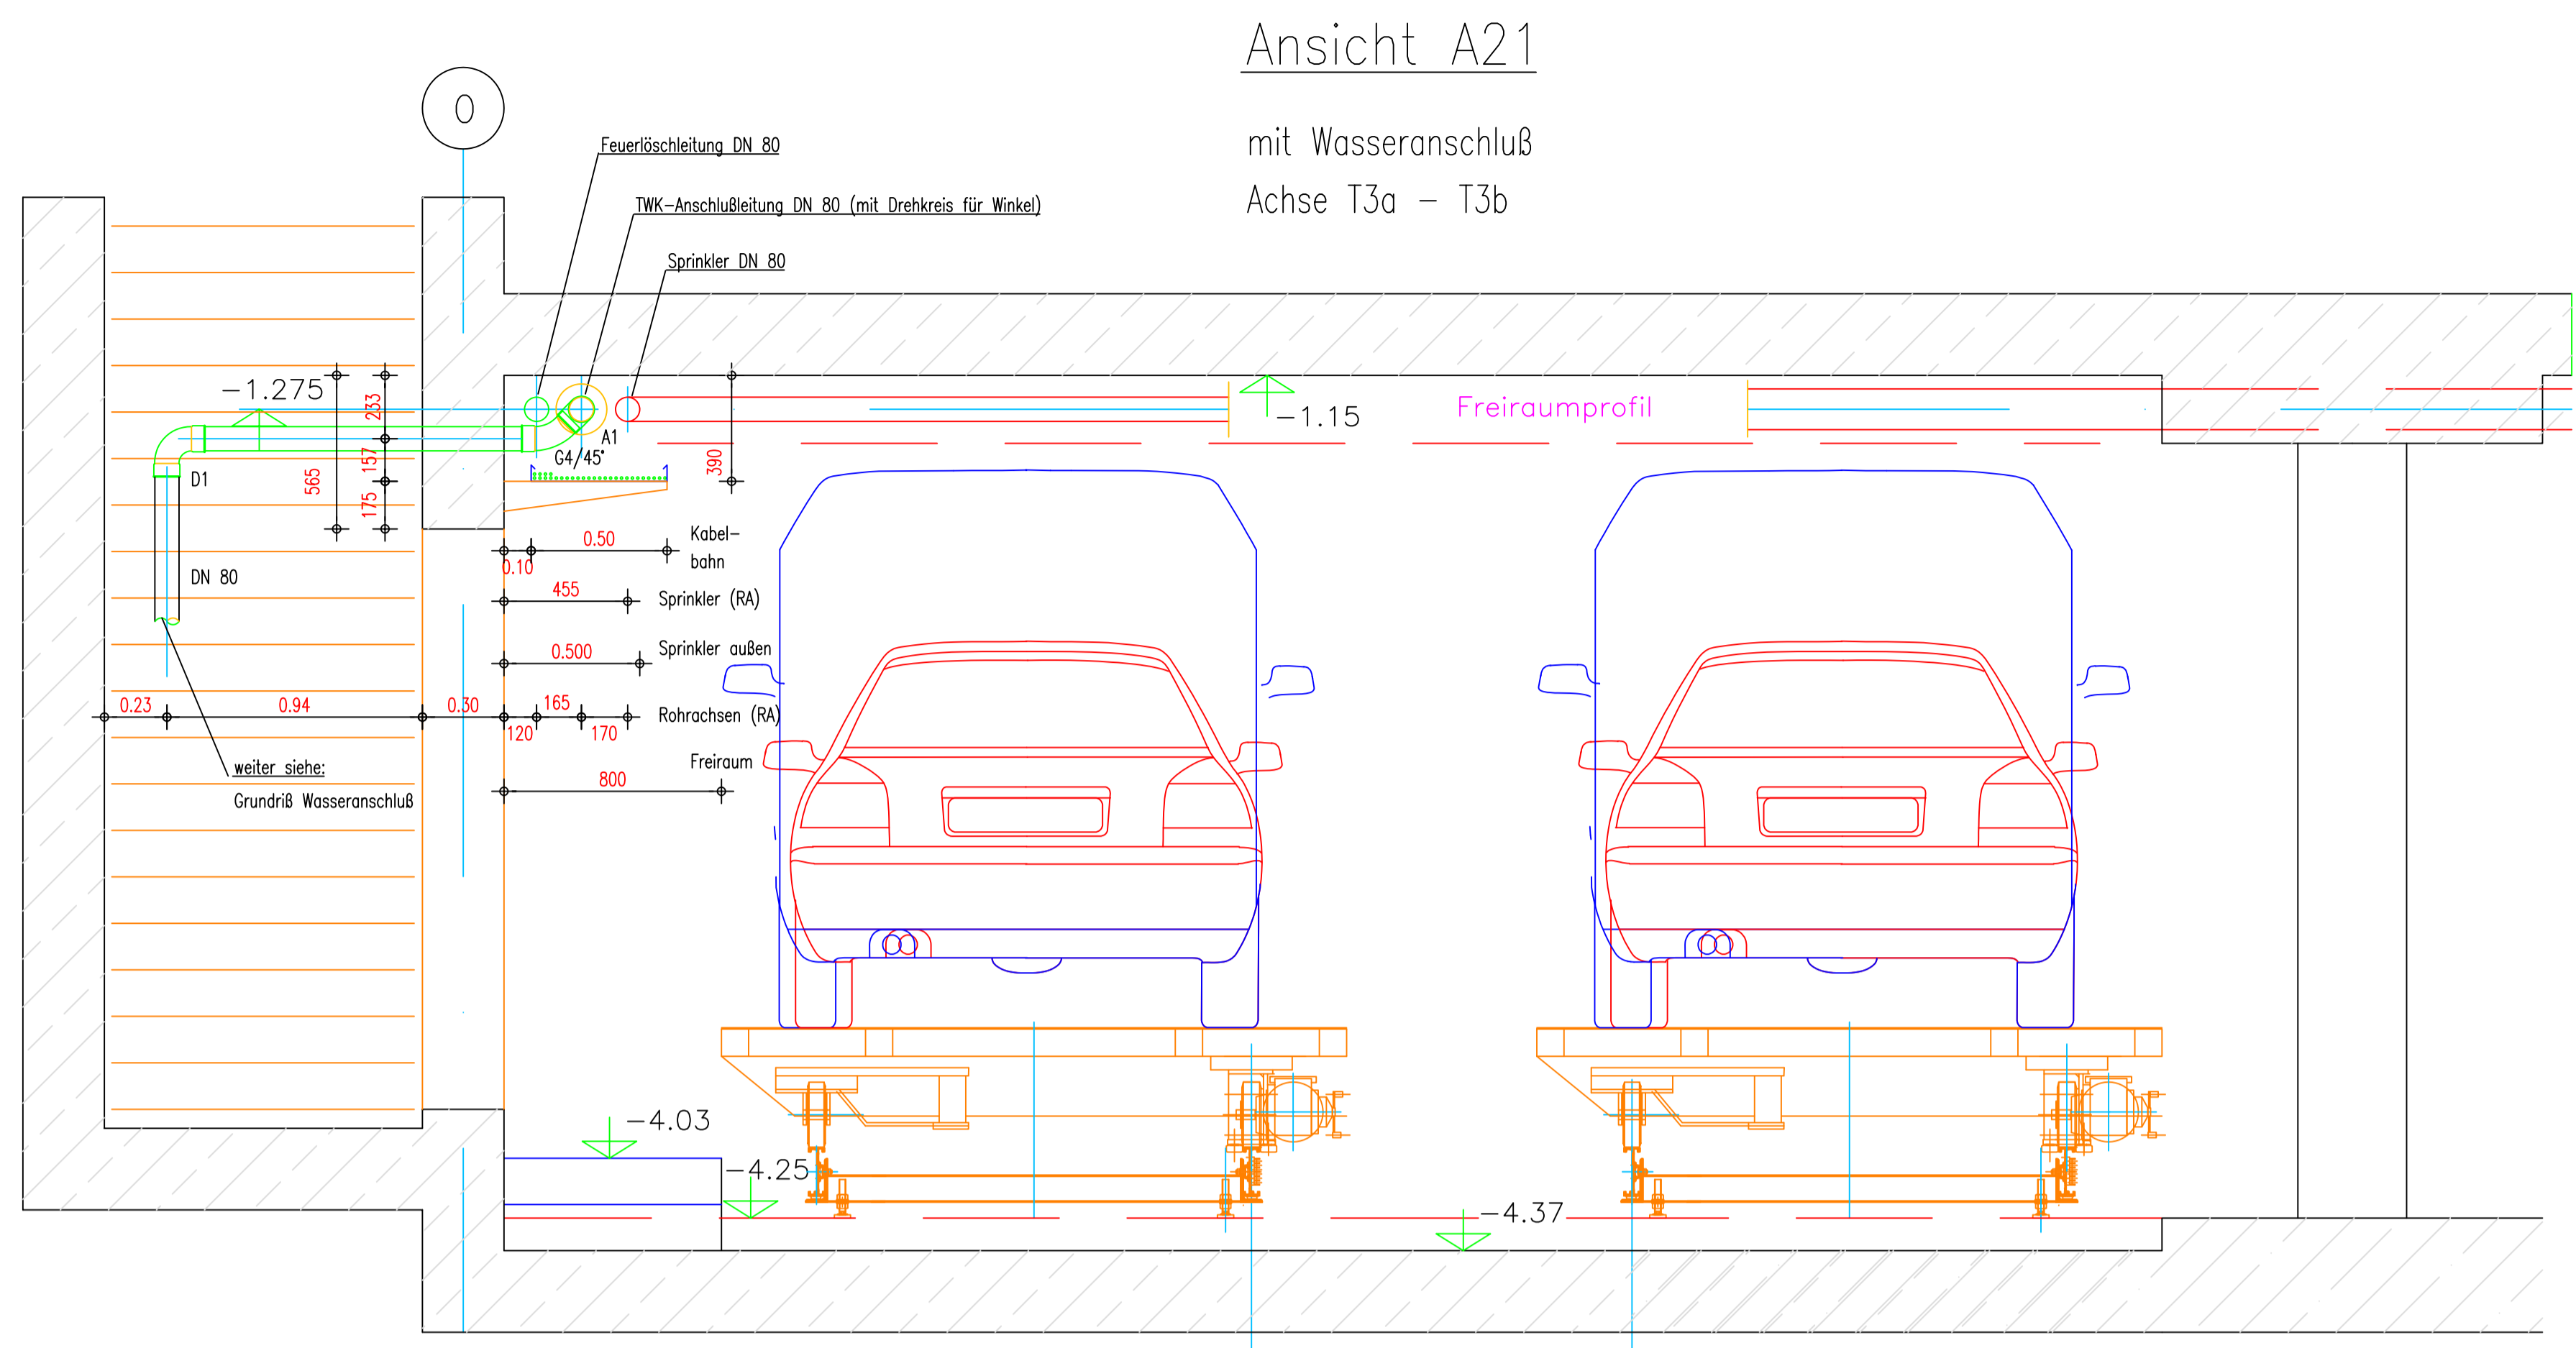 Ansicht A21
mit Wasseranschluß
Achse T3a - T3b
0
Feuerlöschleitung DN 80
TWK-Anschlußleitung DN 80 (mit Drehkreis für Winkel)
Sprinkler DN 80
-1.275
233
157
175
565
390
A1
G4/45°
D1
DN 80
-1.15
Freiraumprofil
0.50
0.10
Kabel-
bahn
455
Sprinkler (RA)
0.500
Sprinkler außen
0.23
0.94
0.30
165
120
170
Rohrachsen (RA)
Freiraum
800
weiter siehe:
Grundriß Wasseranschluß
-4.03
-4.25
-4.37